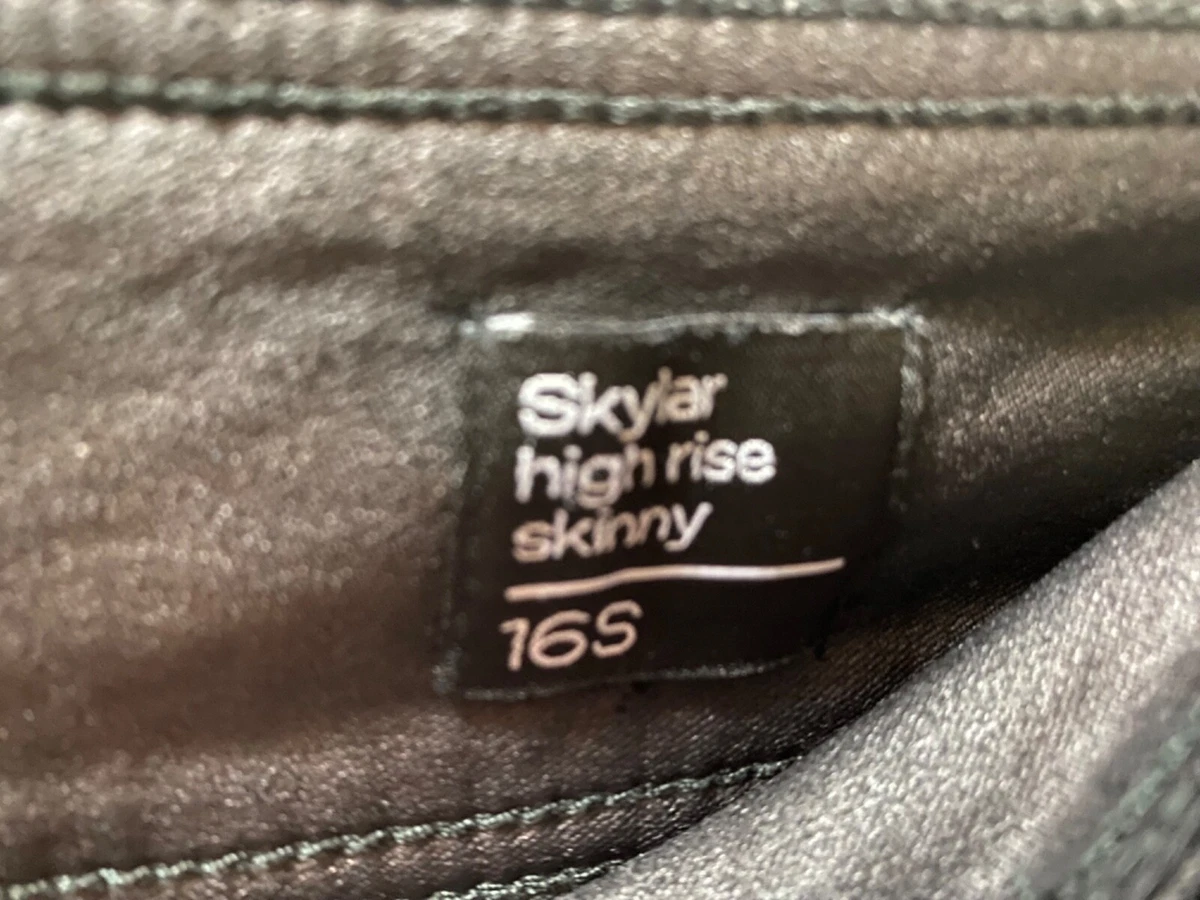 Skylar
high rise
skinny
16S